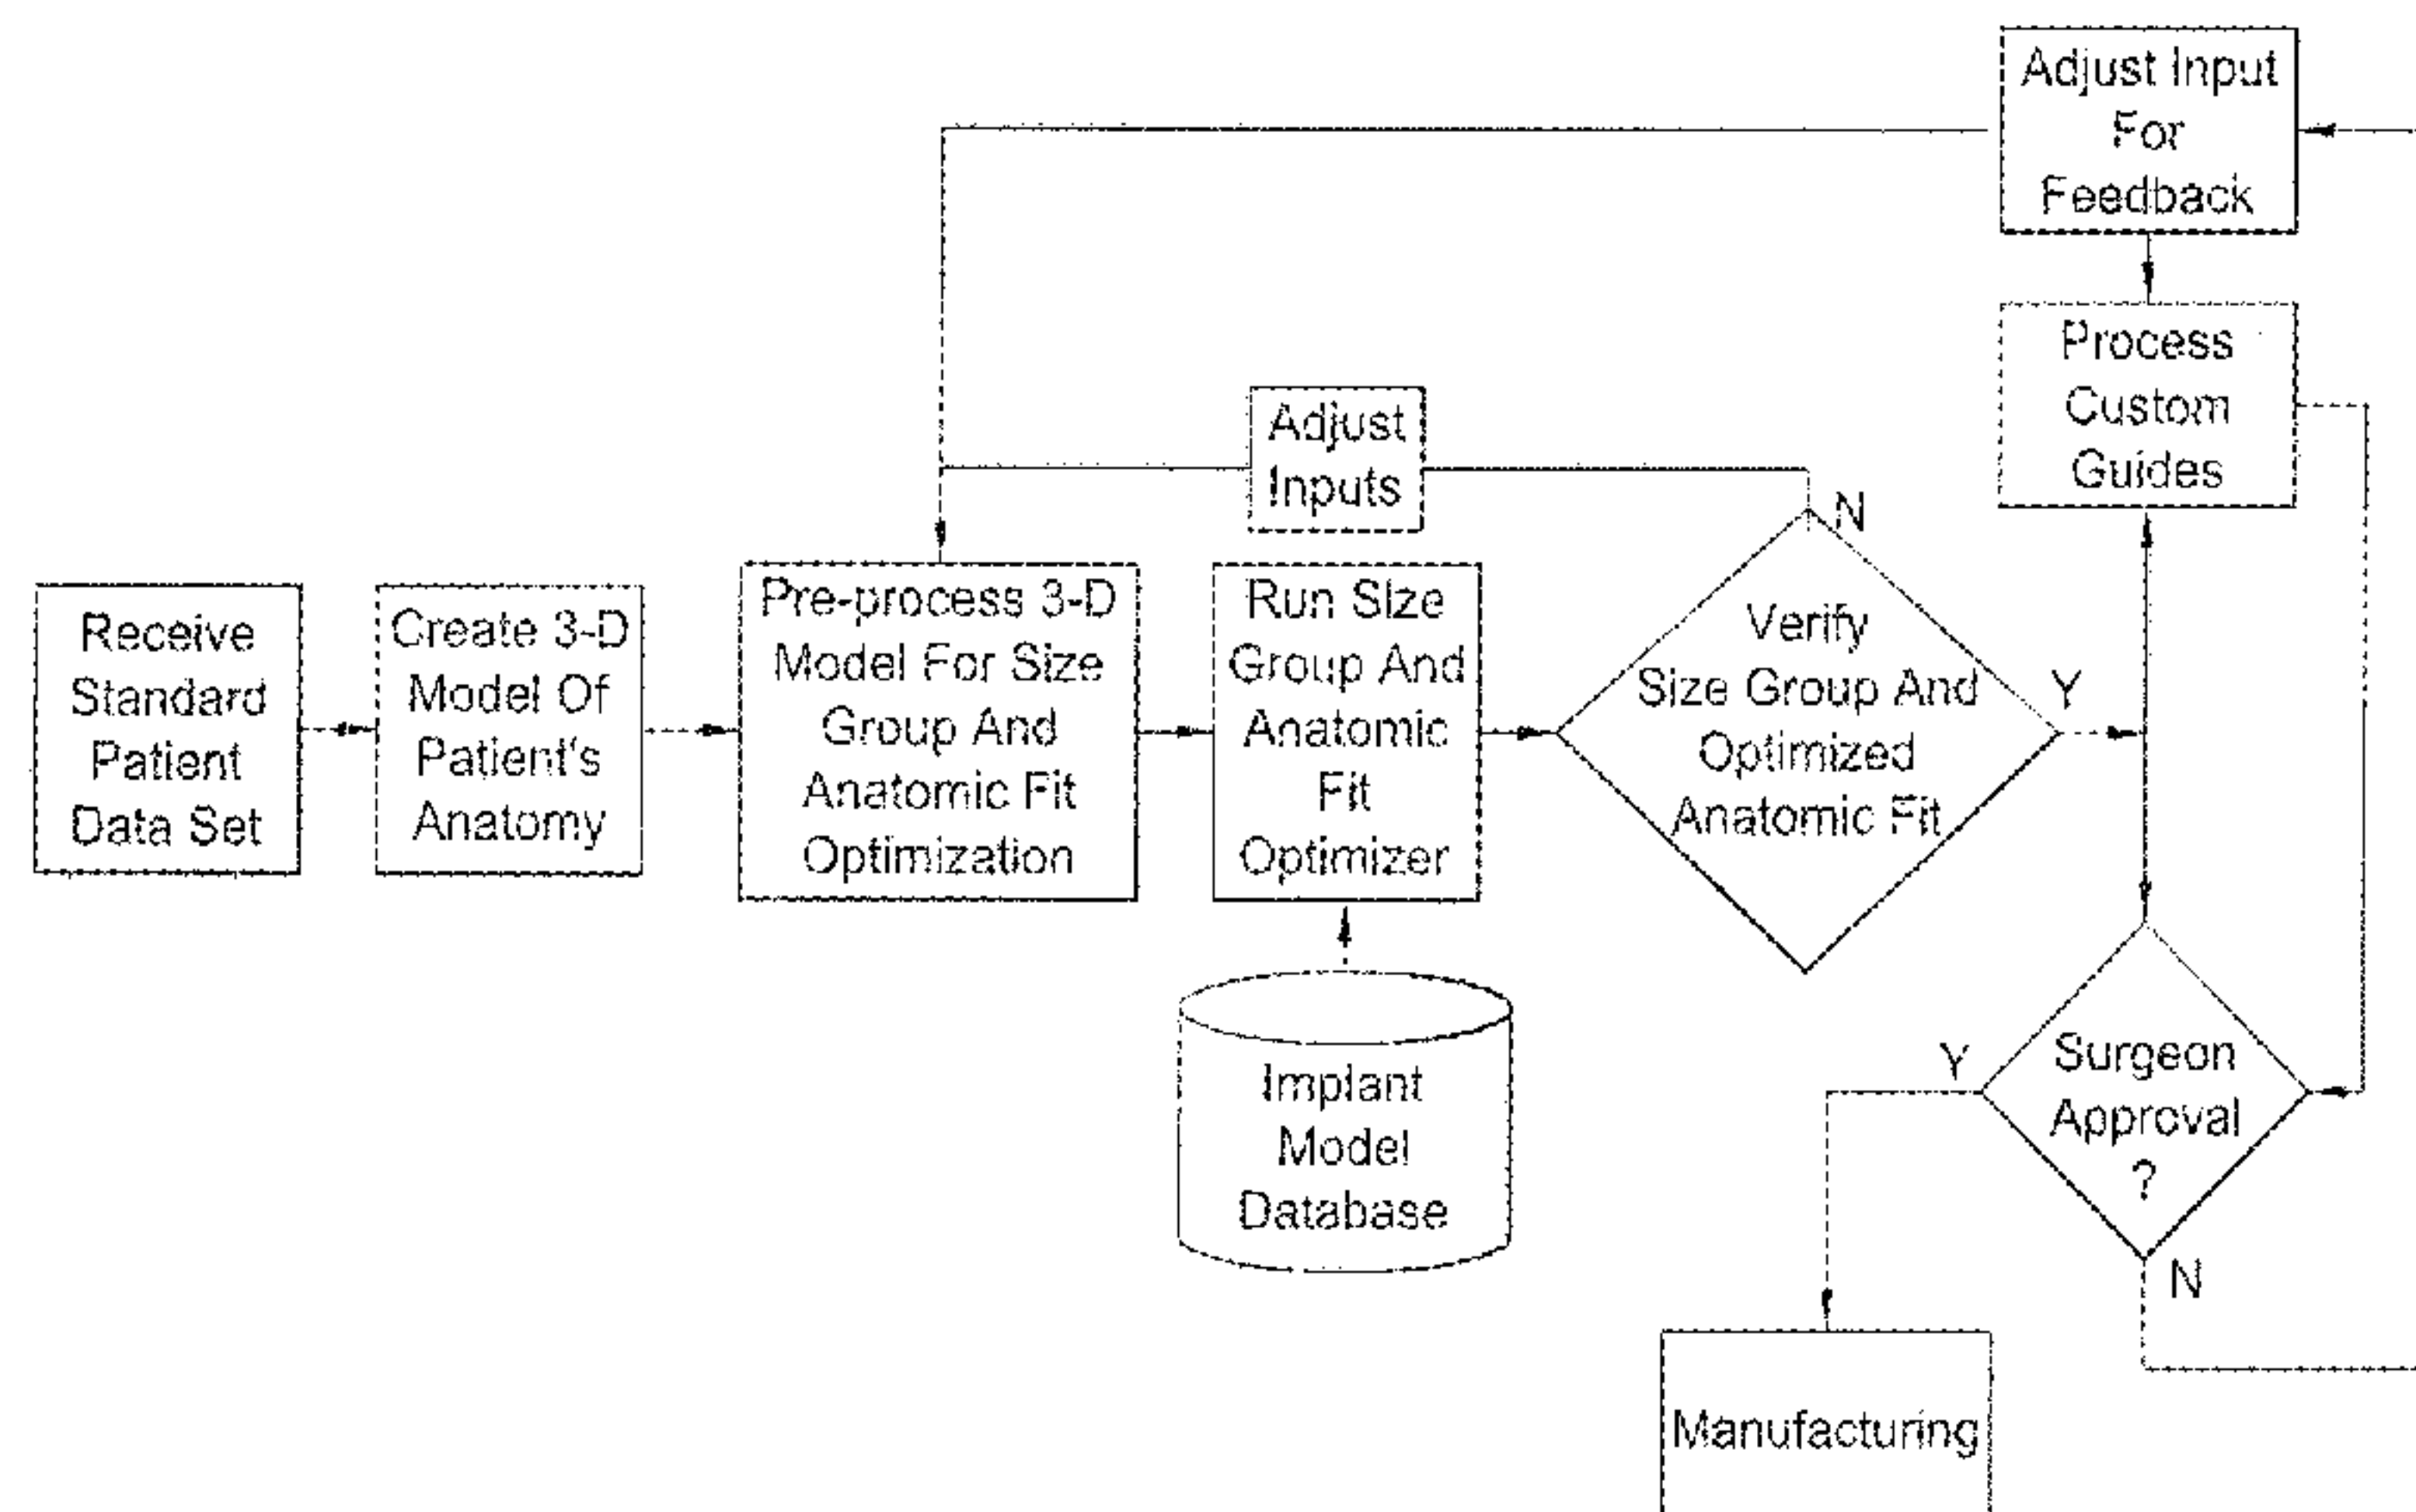 Adjust Input
For
Feedback
Process
Custom
Guides
Adjust
Inputs
N
Receive
Standard
Patient
Data Set
Create 3-D
Model Of
Patient's
Anatomy
Pre-process 3-D
Model For Size
Group And
Anatomic Fit
Optimization
Run Size
Group And
Anatomic
Fit
Optimizer
Verify
Size Group And
Optimized
Anatomic Fit
Y
Implant
Model
Database
Y
Surgeon
Approval
?
N
Manufacturing